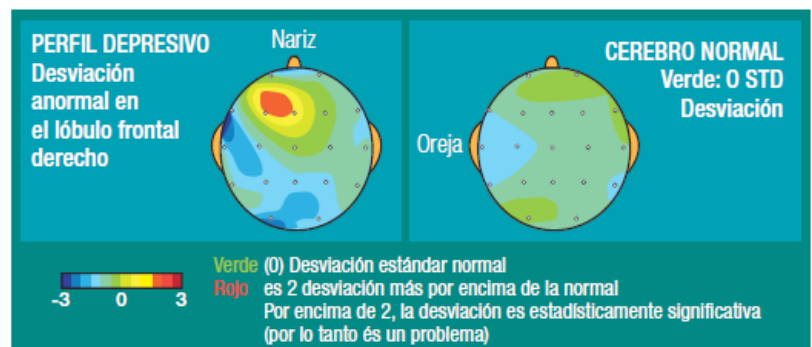 PERFIL DEPRESIVO
Desviación
anormal en
el lóbulo frontal
derecho
Nariz
Oreja
CEREBRO NORMAL
Verde: 0 STD
Desviación
-3 0 3
Verde (0) Desviación estándar normal
Rojo es 2 desviación más por encima de la normal
Por encima de 2, la desviación es estadísticamente significativa
(por lo tanto és un problema)